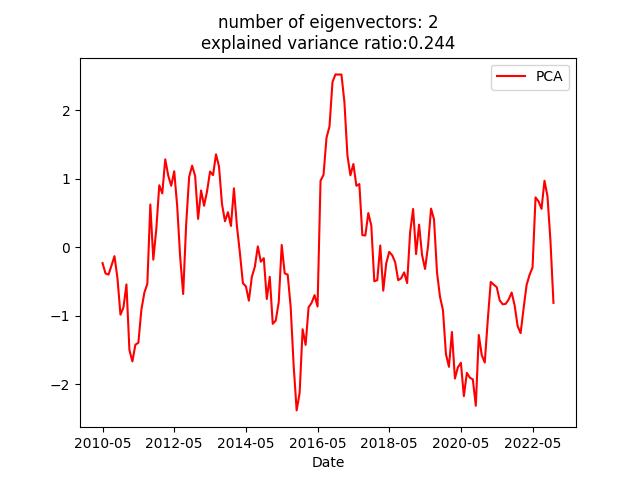 number of eigenvectors: 2
explained variance ratio:0.244
PCA
2
1
0
−1
−2
2010-05 2012-05 2014-05 2016-05 2018-05 2020-05 2022-05
Date